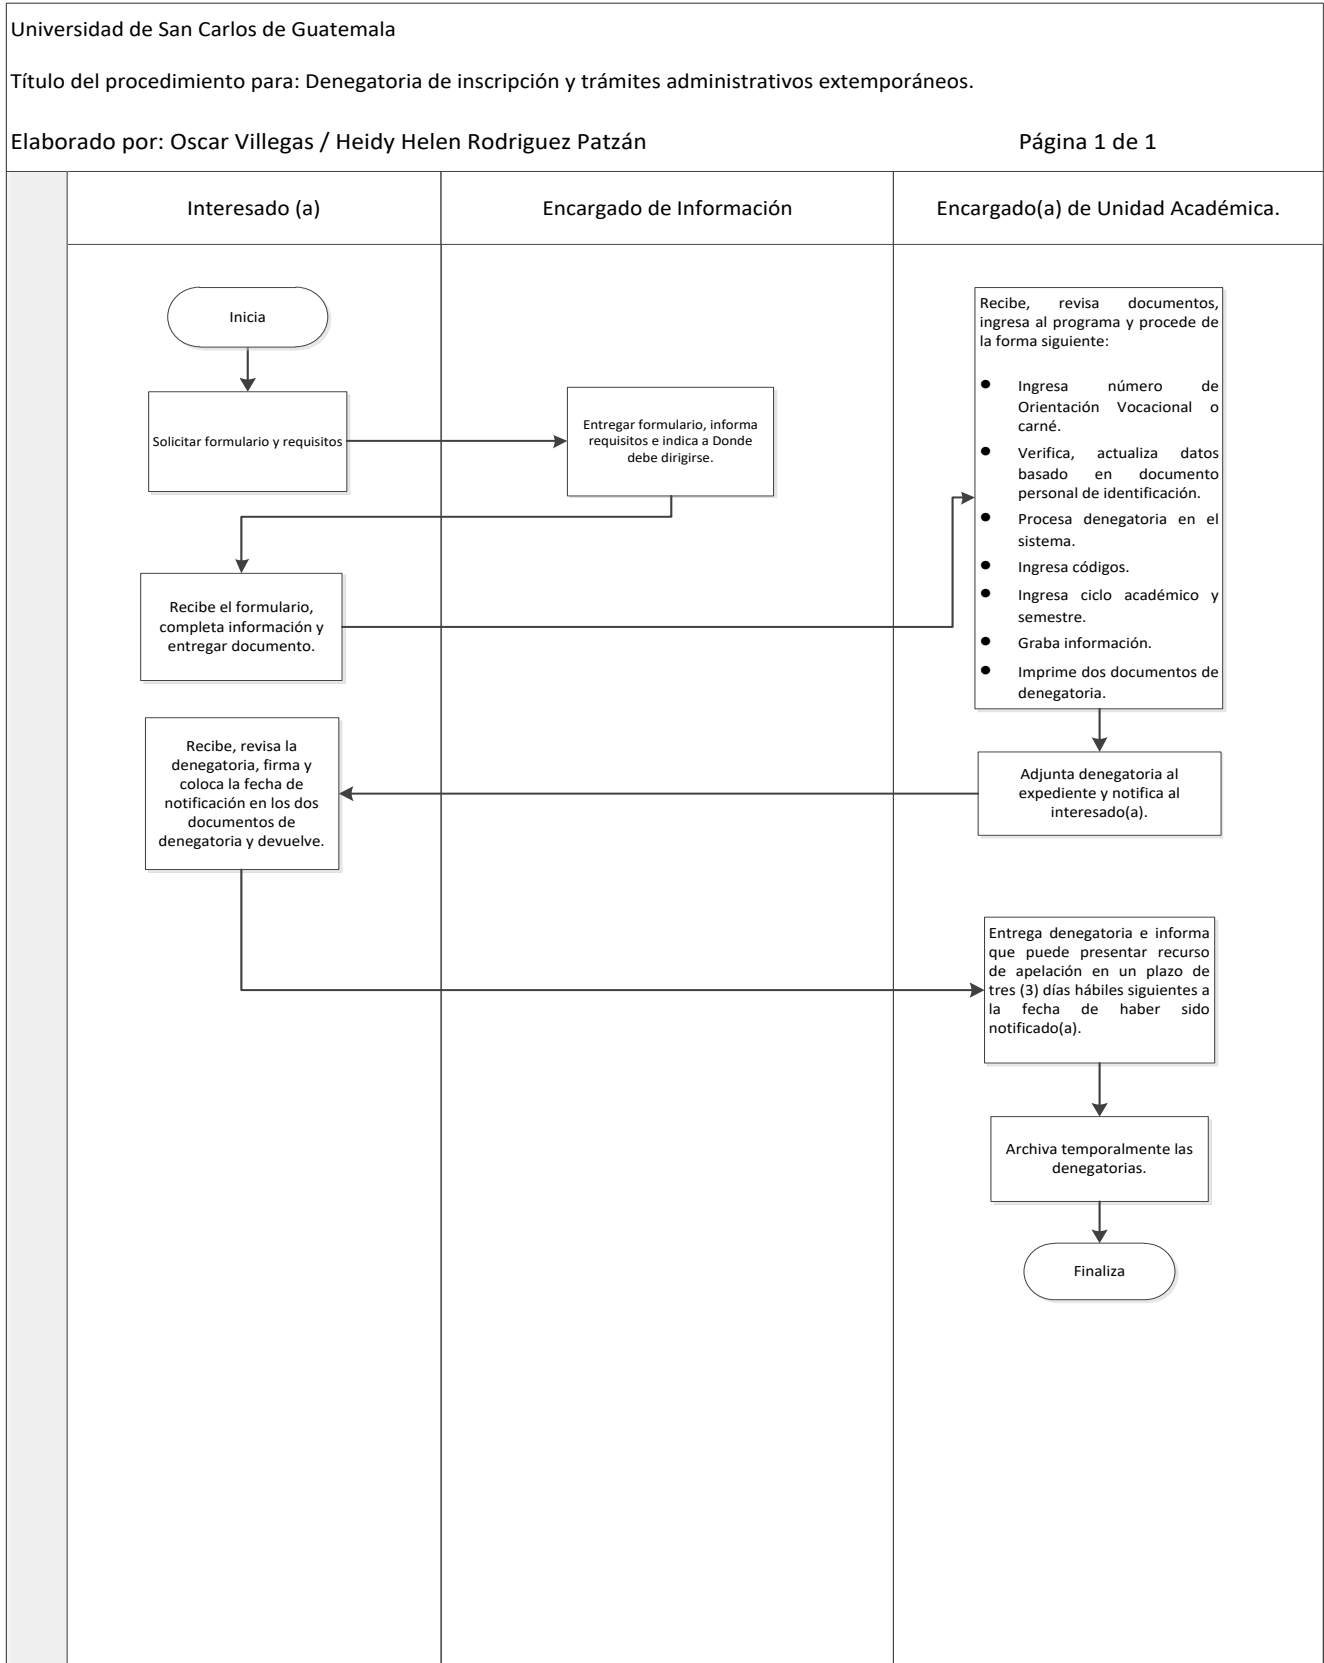 Universidad de San Carlos de Guatemala
Título del procedimiento para: Denegatoria de inscripción y trámites administrativos extemporáneos.
Elaborado por: Oscar Villegas / Heidy Helen Rodriguez Patzán
Página 1 de 1
Interesado (a)
Encargado de Información
Encargado(a) de Unidad Académica.
Inicia
Solicitar formulario y requisitos
Entregar formulario, informa
requisitos e indica a Donde
debe dirigirse.
Recibe el formulario,
completa información y
entregar documento.
Recibe, revisa documentos,
ingresa al programa y procede de
la forma siguiente:
● Ingresa número de
Orientación Vocacional o
carné.
● Verifica, actualiza datos
basado en documento
personal de identificación.
● Procesa denegatoria en el
sistema.
● Ingresa códigos.
● Ingresa ciclo académico y
semestre.
● Graba información.
● Imprime dos documentos de
denegatoria.
Adjunta denegatoria al
expediente y notifica al
interesado(a).
Recibe, revisa la
denegatoria, firma y
coloca la fecha de
notificación en los dos
documentos de
denegatoria y devuelve.
Entrega denegatoria e informa
que puede presentar recurso
de apelación en un plazo de
tres (3) días hábiles siguientes a
la fecha de haber sido
notificado(a).
Archiva temporalmente las
denegatorias.
Finaliza